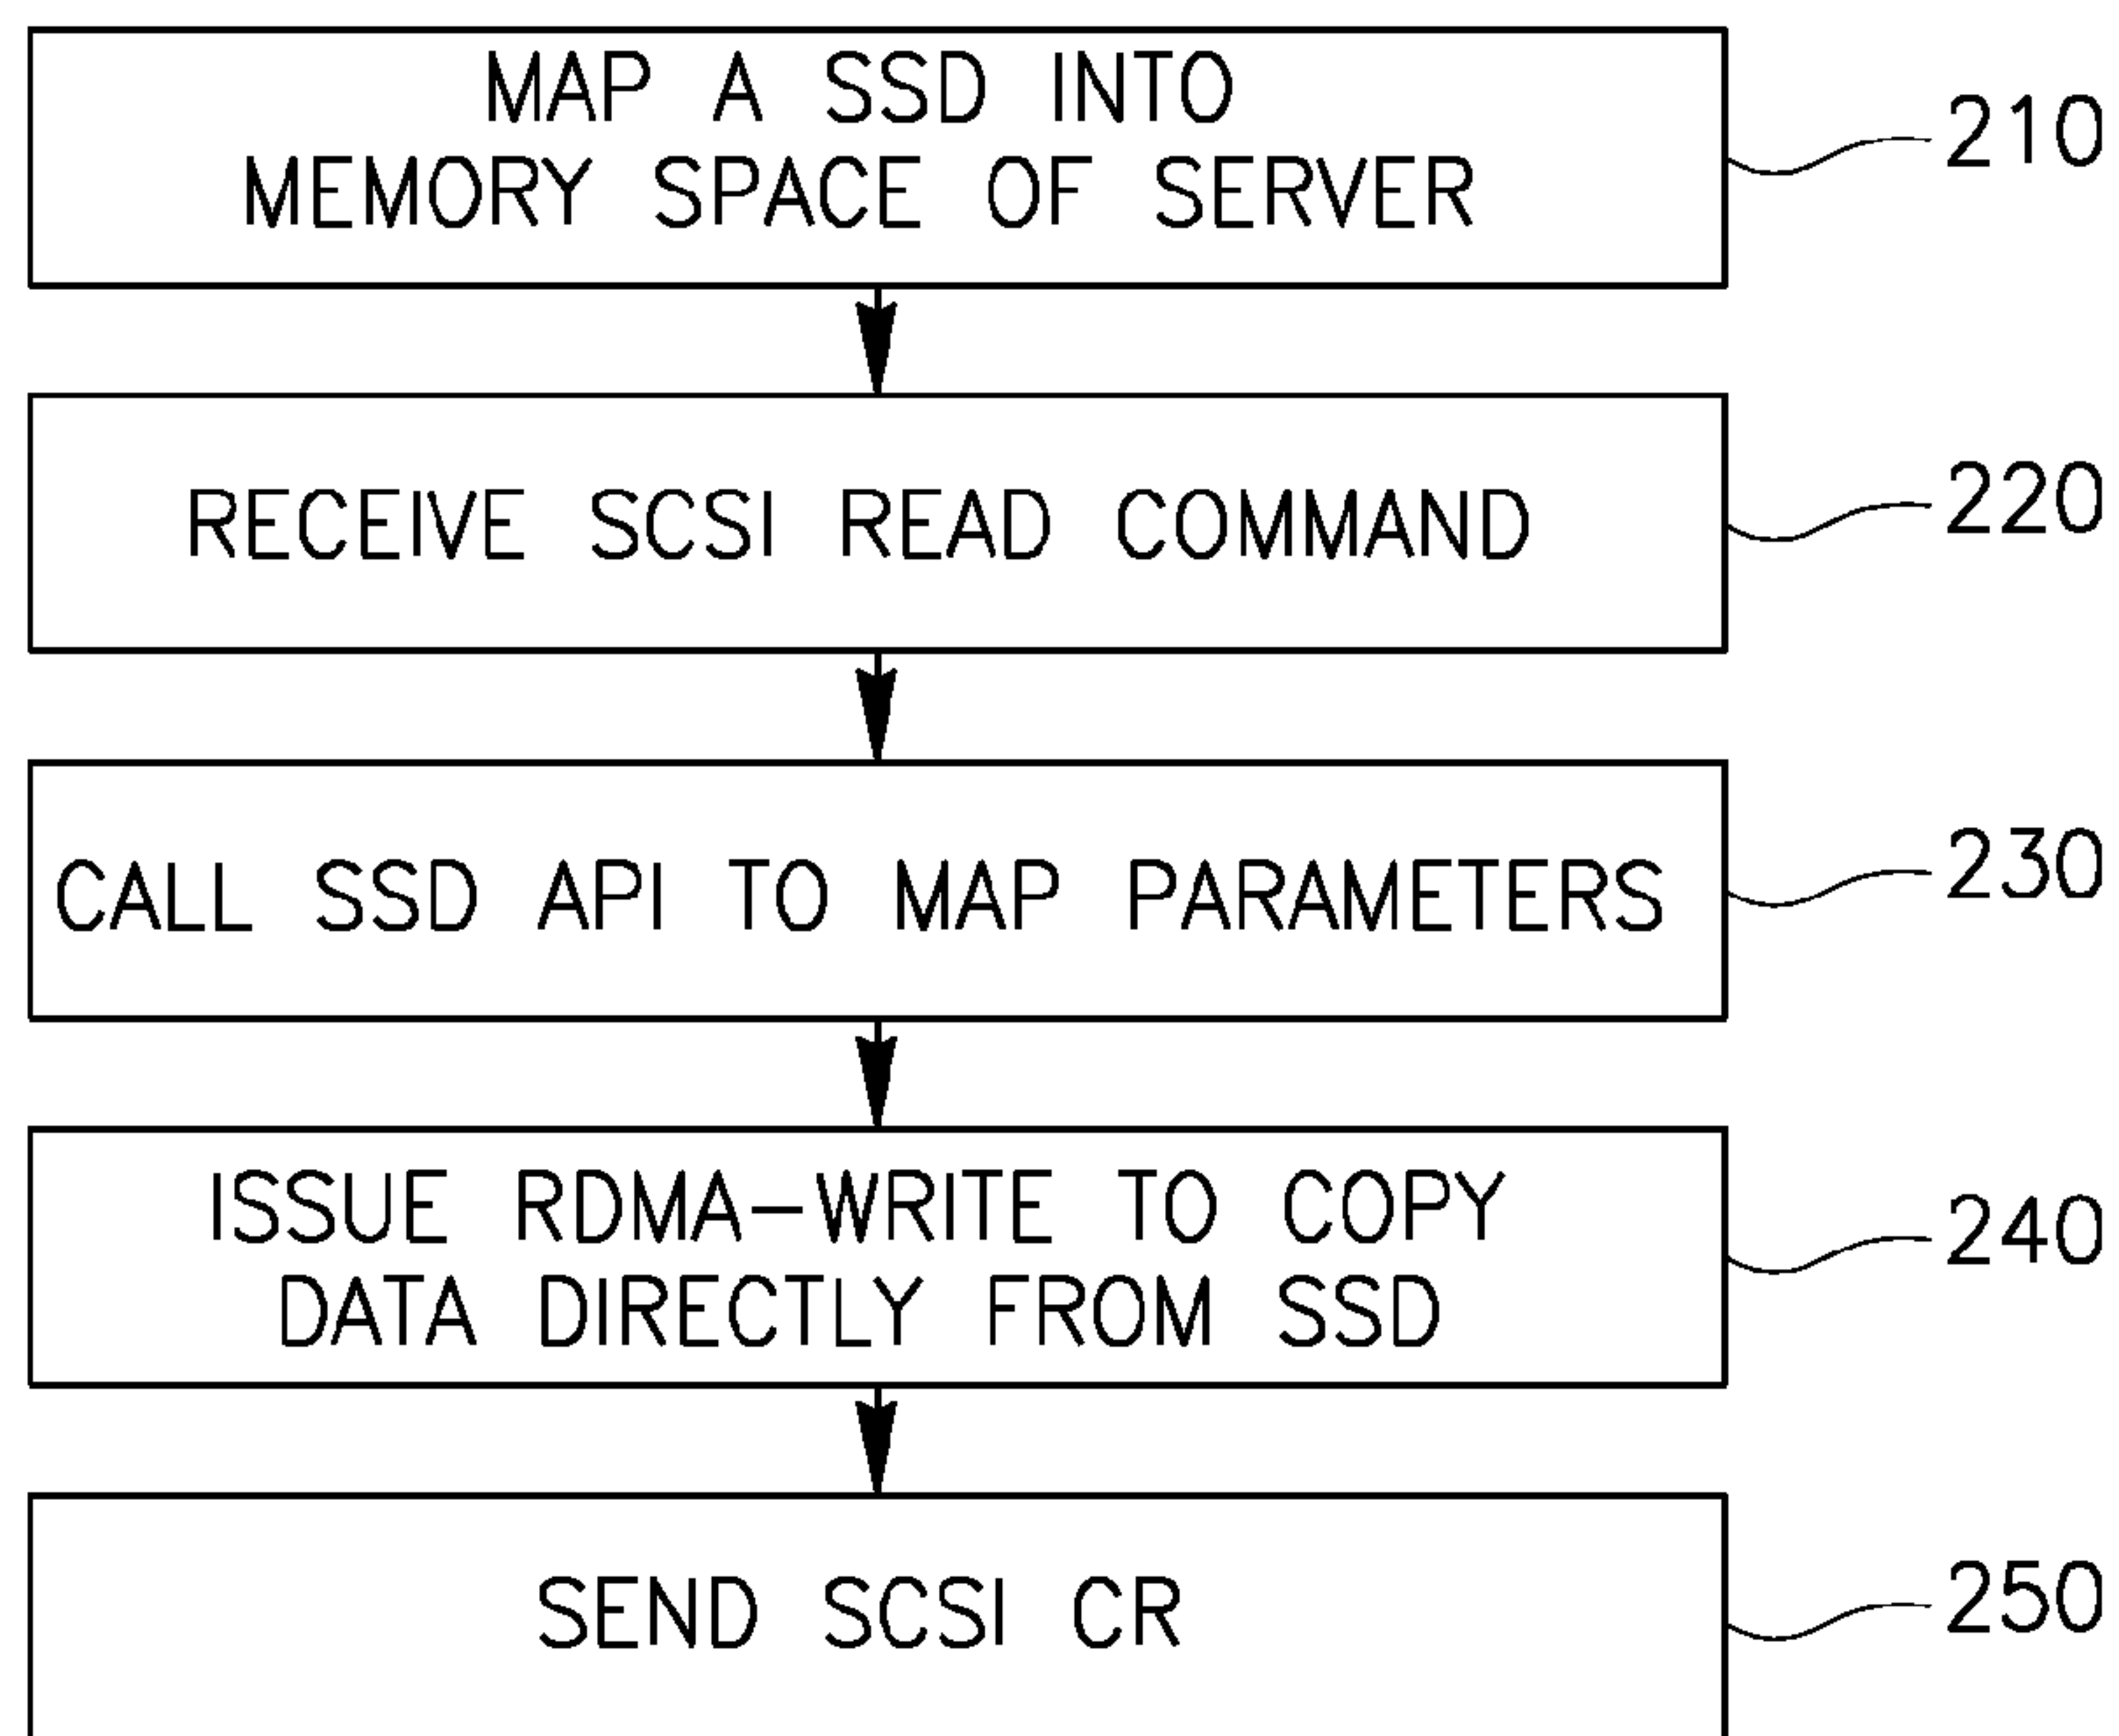 MAP A SSD INTO
MEMORY SPACE OF SERVER
210
RECEIVE SCSI READ COMMAND
220
CALL SSD API TO MAP PARAMETERS
230
ISSUE RDMA-WRITE TO COPY
DATA DIRECTLY FROM SSD
240
SEND SCSI CR
250